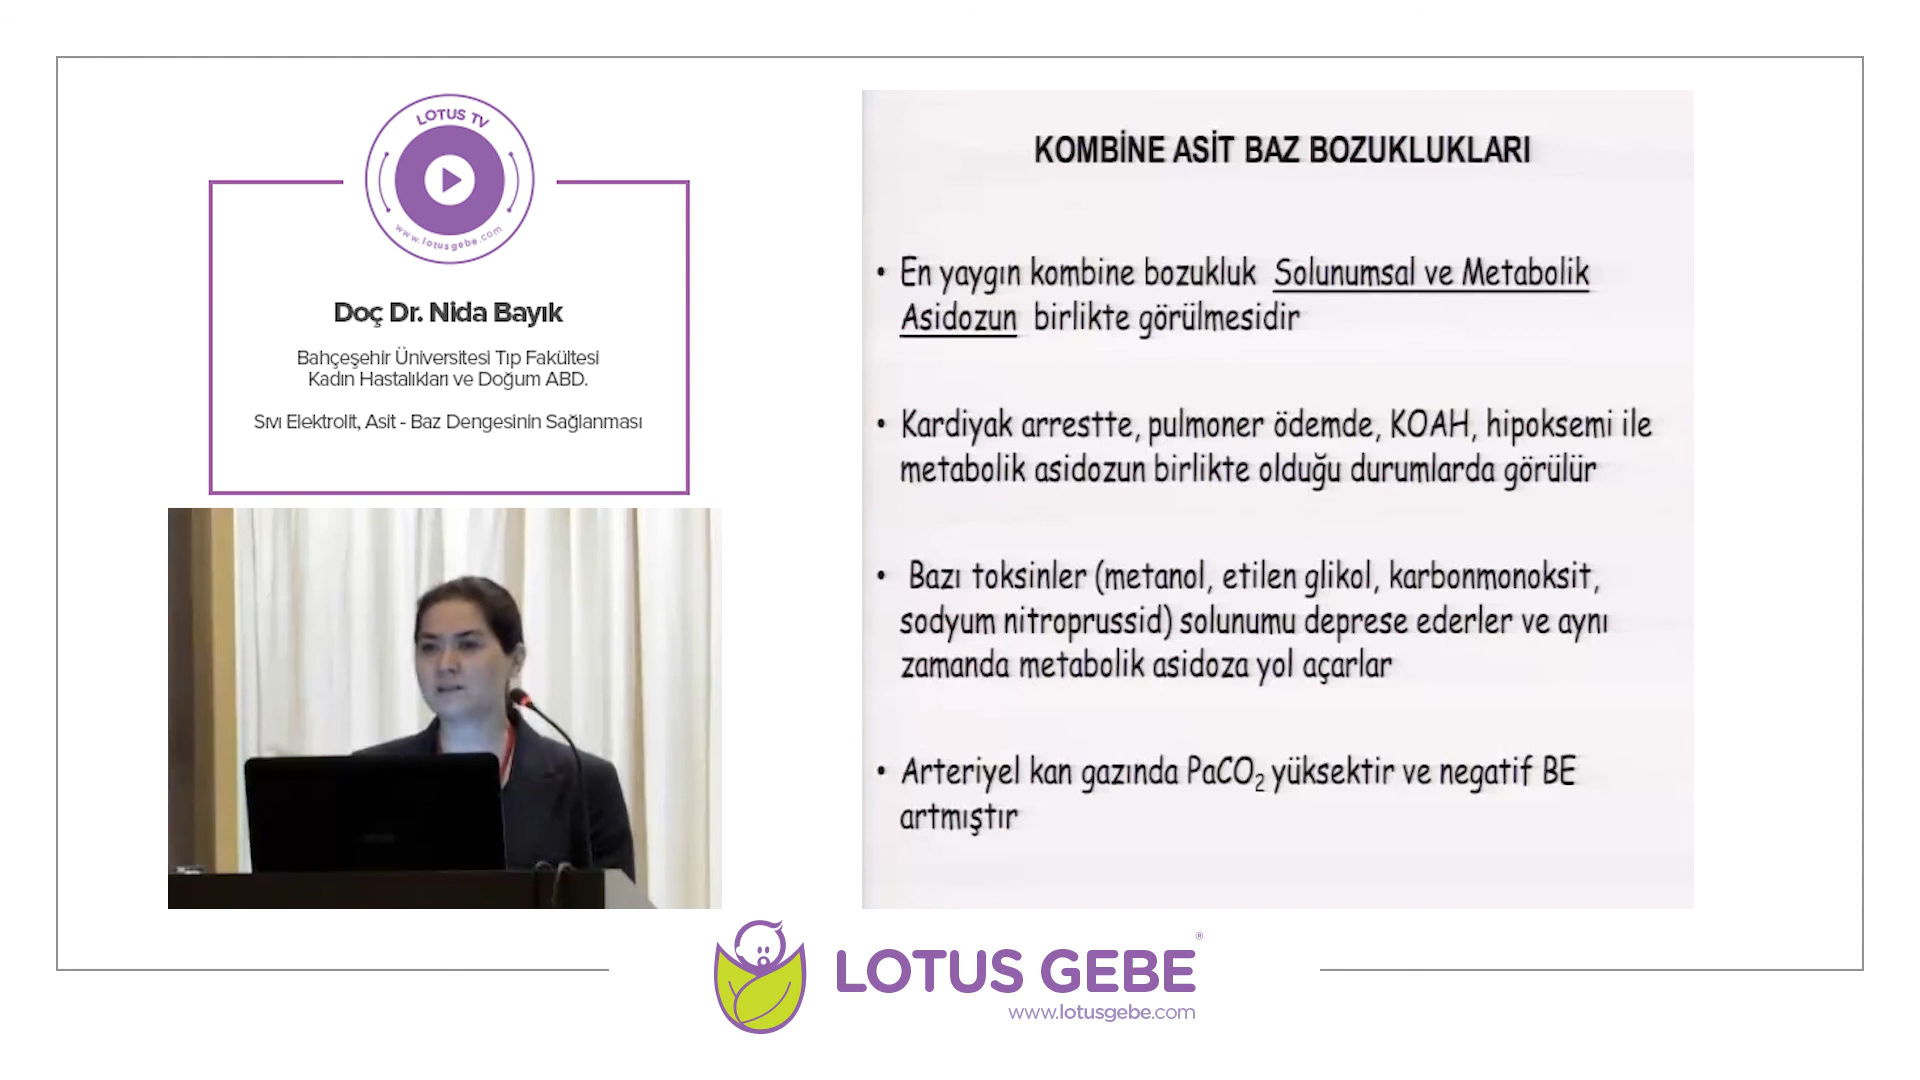 LOTUS TV
www.lotusgebe.com
Doç Dr. Nida Bayık
Bahçeşehir Üniversitesi Tıp Fakültesi
Kadın Hastalıkları ve Doğum ABD.
Sıvı Elektrolit, Asit - Baz Dengesinin Sağlanması
KOMBİNE ASİT BAZ BOZUKLUKLARI
• En yaygın kombine bozukluk Solunumsal ve Metabolik
Asidozun birlikte görülmesidir
• Kardiyak arrestte, pulmoner ödemde, KOAH, hipoksemi ile
metabolik asidozun birlikte olduğu durumlarda görülür
• Bazı toksinler (metanol, etilen glikol, karbonmonoksit,
sodyum nitroprussid) solunumu deprese ederler ve aynı
zamanda metabolik asidoza yol açarlar
• Arteriyel kan gazında PaCO₂ yüksektir ve negatif BE
artmıştır
LOTUS GEBE®
www.lotusgebe.com